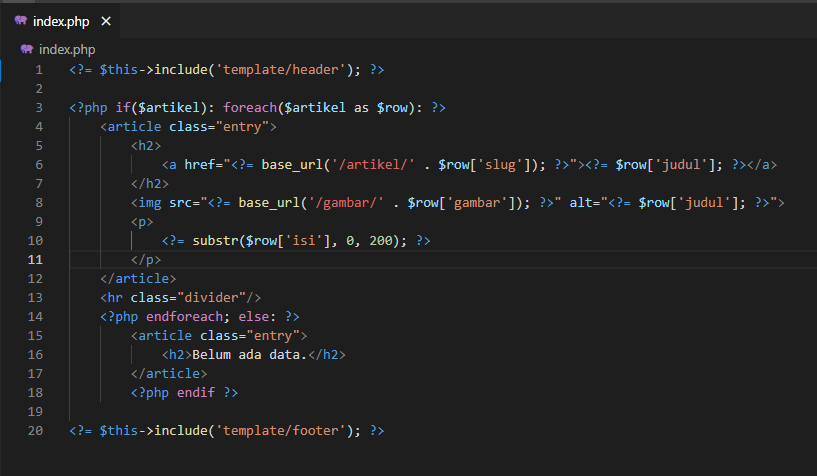 index.php ×
index.php
1 <?= $this->include('template/header'); ?>
2
3 <?php if($artikel): foreach($artikel as $row): ?>
4 <article class="entry">
5 <h2>
6 <a href="<?= base_url('/artikel/' . $row['slug']); ?>"><?= $row['judul']; ?></a>
7 </h2>
8 <img src="<?= base_url('/gambar/' . $row['gambar']); ?>" alt="<?= $row['judul']; ?>">
9 <p>
10 <?= substr($row['isi'], 0, 200); ?>
11 </p>
12 </article>
13 <hr class="divider"/>
14 <?php endforeach; else: ?>
15 <article class="entry">
16 <h2>Belum ada data.</h2>
17 </article>
18 <?php endif ?>
19
20 <?= $this->include('template/footer'); ?>